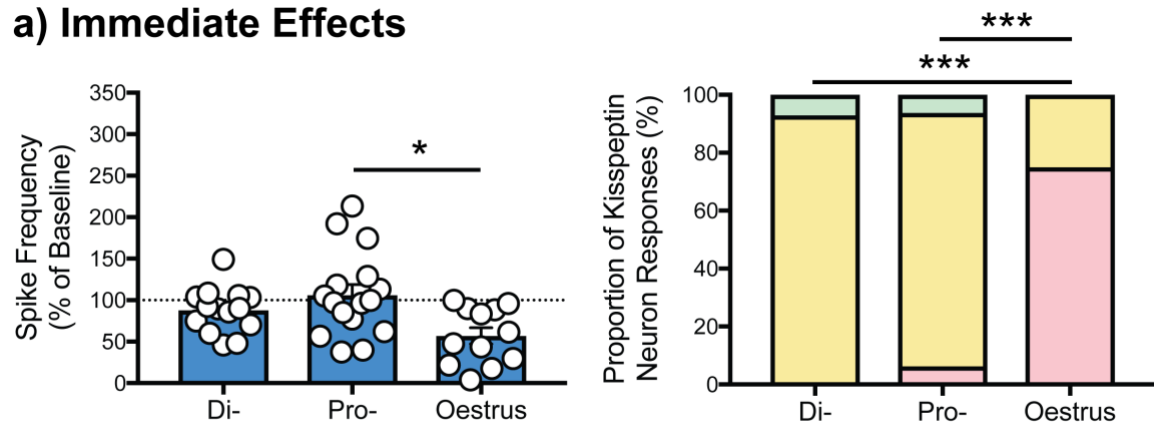 a) Immediate Effects
Spike Frequency
(% of Baseline)
350
300
250
200
150
100
50
0
*
Di-
Pro-
Oestrus
Proportion of Kisspeptin
Neuron Responses (%)
100
80
60
40
20
0
***
***
Di-
Pro-
Oestrus